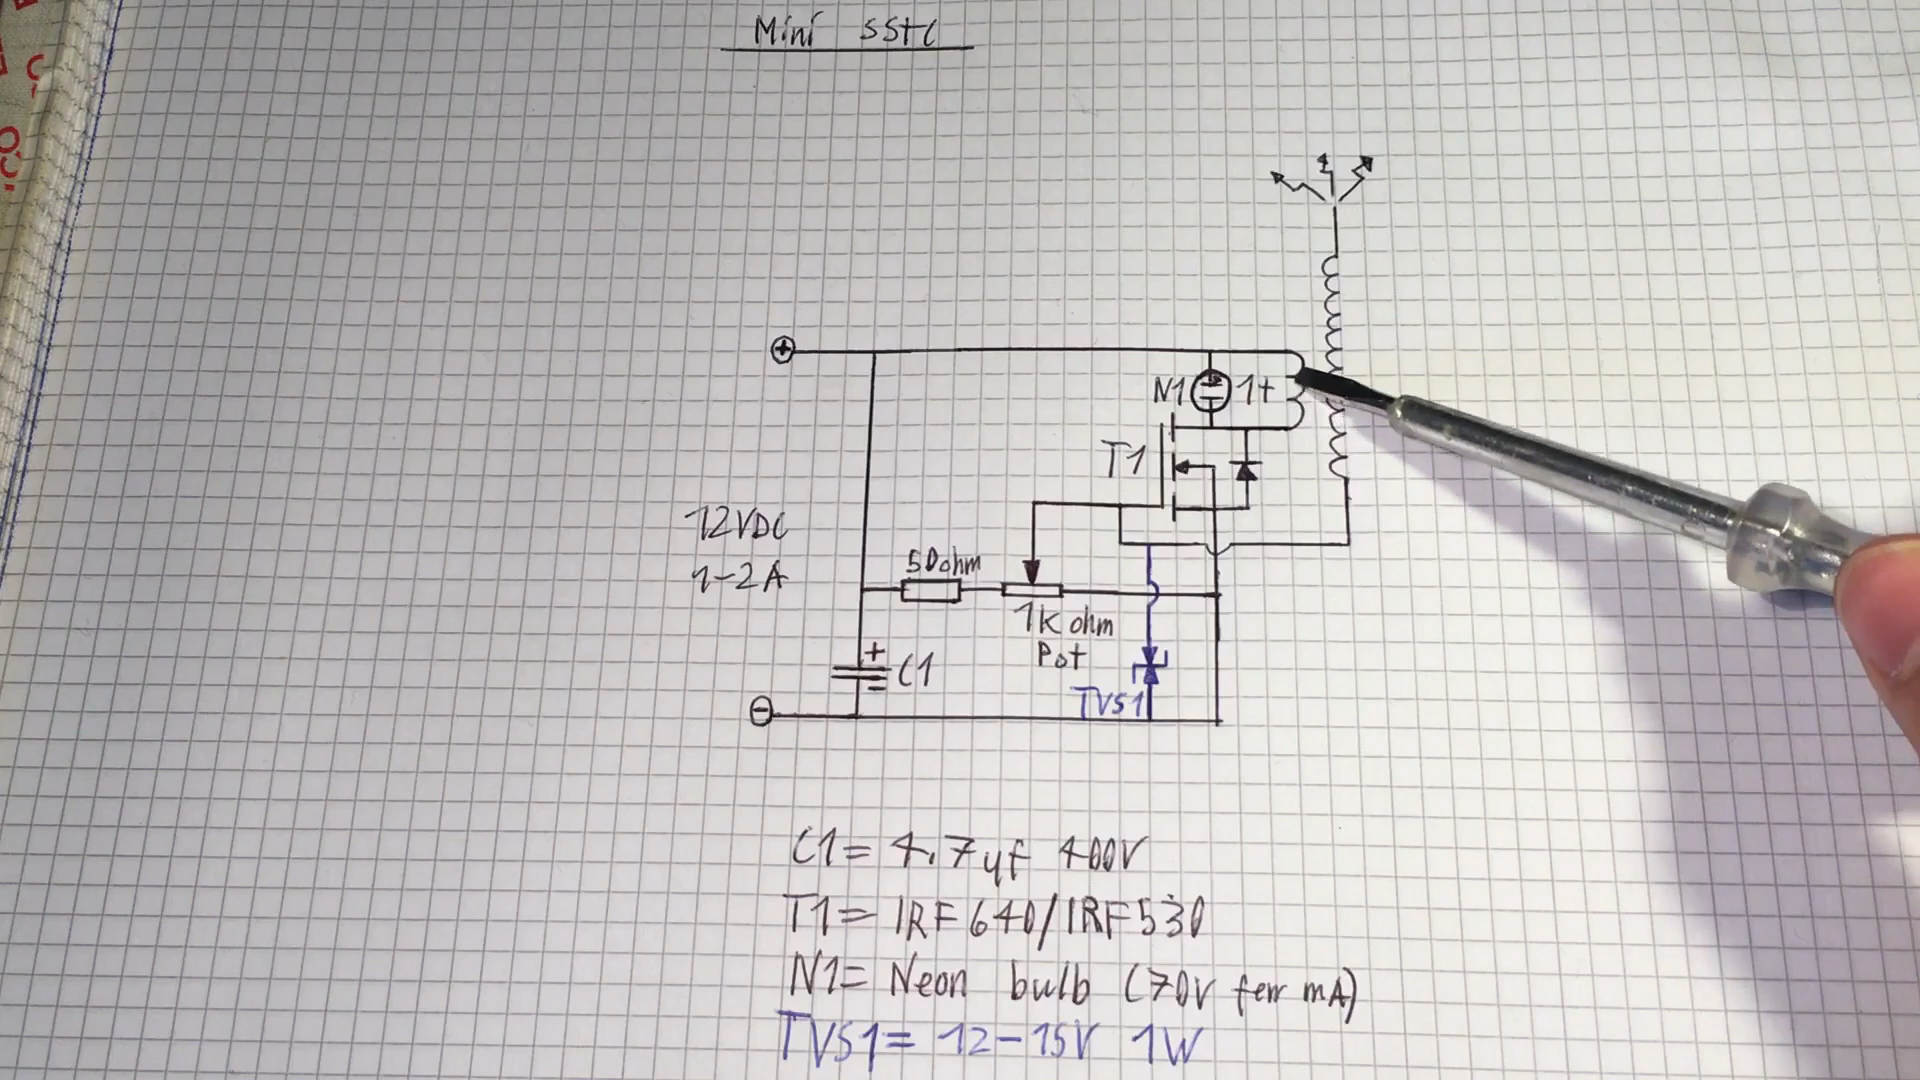 Mini SStC
N1 1t
T1
12VDC
1-2A
50ohm
1k ohm
Pot
C1
TVS1
C1= 4.7yf 400V
T1= IRF640/IRF530
N1= Neon bulb (70V few mA)
TVS1= 12-15V 1W